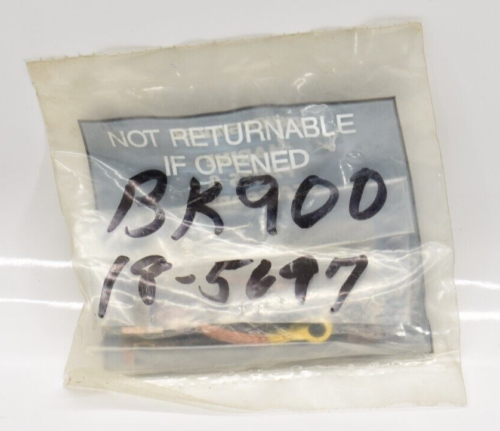 NOT RETURNABLE
IF OPENED
BK900
18-5697